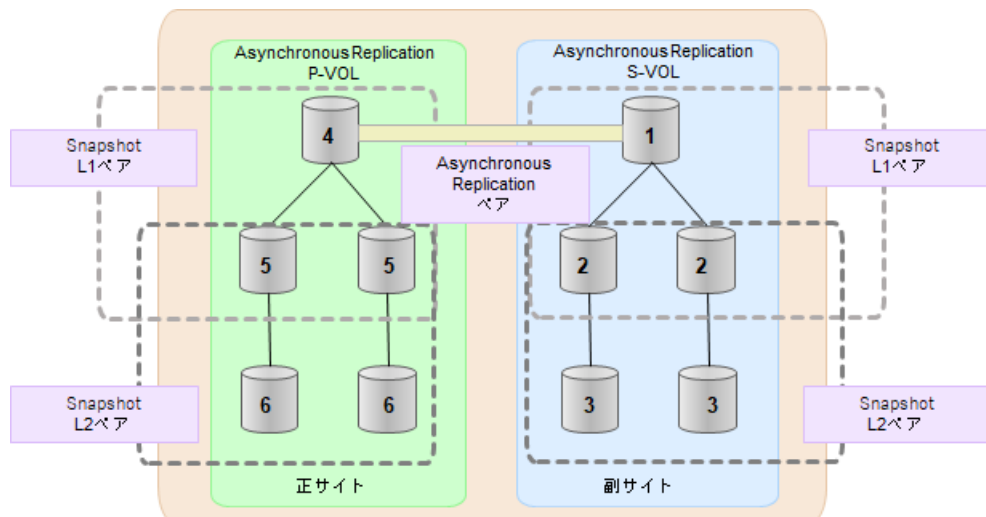 Asynchronous Replication
P-VOL
Asynchronous Replication
S-VOL
4
1
Snapshot
L1ペア
Asynchronous
Replication
ペア
Snapshot
L1ペア
5
5
2
2
Snapshot
L2ペア
6
6
3
3
Snapshot
L2ペア
正サイト
副サイト